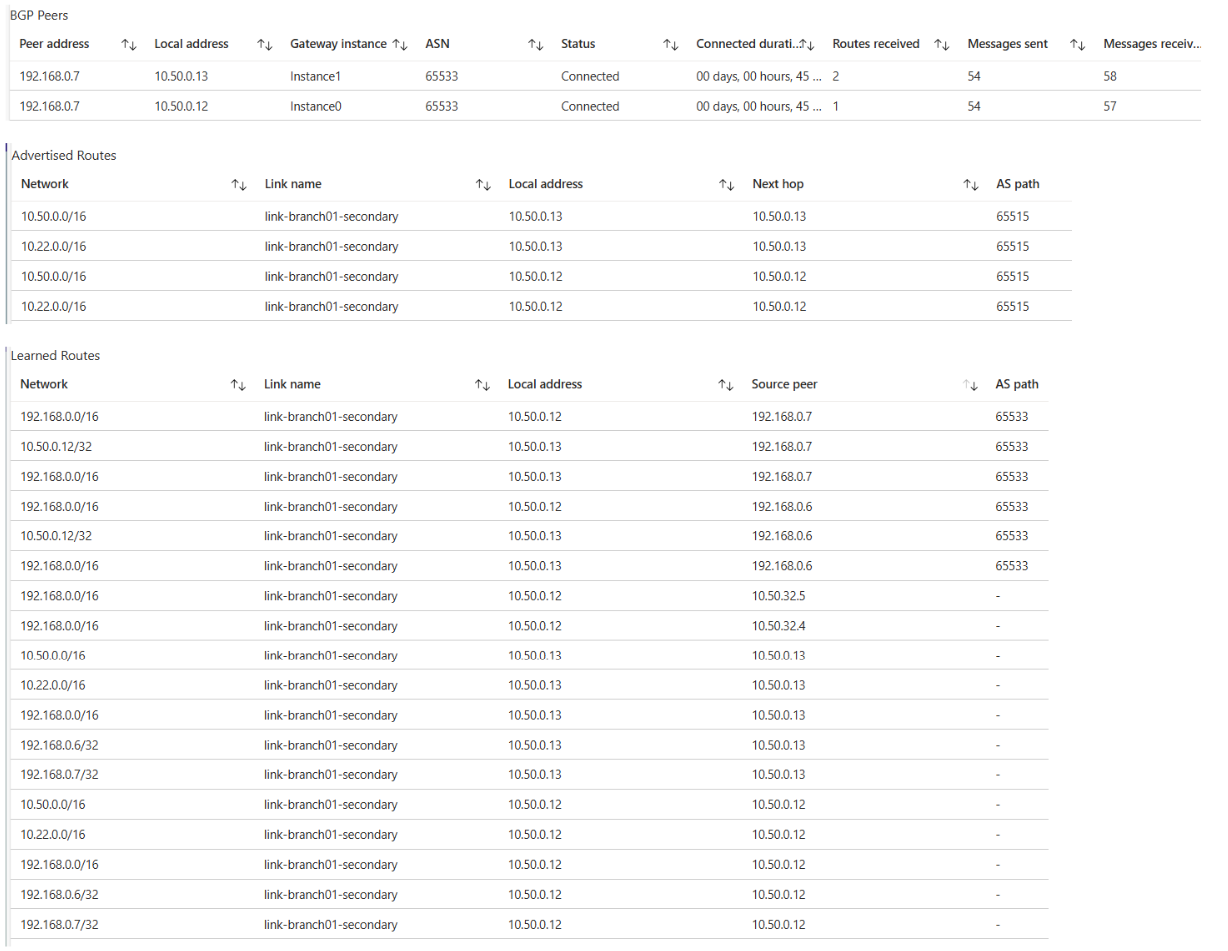 BGP Peers
Peer address Local address Gateway instance ASN Status Connected durati... Routes received Messages sent Messages receiv...
192.168.0.7 10.50.0.13 Instance1 65533 Connected 00 days, 00 hours, 45 ... 2 54 58
192.168.0.7 10.50.0.12 Instance0 65533 Connected 00 days, 00 hours, 45 ... 1 54 57
Advertised Routes
Network Link name Local address Next hop AS path
10.50.0.0/16 link-branch01-secondary 10.50.0.13 10.50.0.13 65515
10.22.0.0/16 link-branch01-secondary 10.50.0.13 10.50.0.13 65515
10.50.0.0/16 link-branch01-secondary 10.50.0.12 10.50.0.12 65515
10.22.0.0/16 link-branch01-secondary 10.50.0.12 10.50.0.12 65515
Learned Routes
Network Link name Local address Source peer AS path
192.168.0.0/16 link-branch01-secondary 10.50.0.12 192.168.0.7 65533
10.50.0.12/32 link-branch01-secondary 10.50.0.13 192.168.0.7 65533
192.168.0.0/16 link-branch01-secondary 10.50.0.13 192.168.0.7 65533
192.168.0.0/16 link-branch01-secondary 10.50.0.12 192.168.0.6 65533
10.50.0.12/32 link-branch01-secondary 10.50.0.13 192.168.0.6 65533
192.168.0.0/16 link-branch01-secondary 10.50.0.13 192.168.0.6 65533
192.168.0.0/16 link-branch01-secondary 10.50.0.12 10.50.32.5 -
192.168.0.0/16 link-branch01-secondary 10.50.0.12 10.50.32.4 -
10.50.0.0/16 link-branch01-secondary 10.50.0.13 10.50.0.13 -
10.22.0.0/16 link-branch01-secondary 10.50.0.13 10.50.0.13 -
192.168.0.0/16 link-branch01-secondary 10.50.0.13 10.50.0.13 -
192.168.0.6/32 link-branch01-secondary 10.50.0.13 10.50.0.13 -
192.168.0.7/32 link-branch01-secondary 10.50.0.13 10.50.0.13 -
10.50.0.0/16 link-branch01-secondary 10.50.0.12 10.50.0.12 -
10.22.0.0/16 link-branch01-secondary 10.50.0.12 10.50.0.12 -
192.168.0.0/16 link-branch01-secondary 10.50.0.12 10.50.0.12 -
192.168.0.6/32 link-branch01-secondary 10.50.0.12 10.50.0.12 -
192.168.0.7/32 link-branch01-secondary 10.50.0.12 10.50.0.12 -